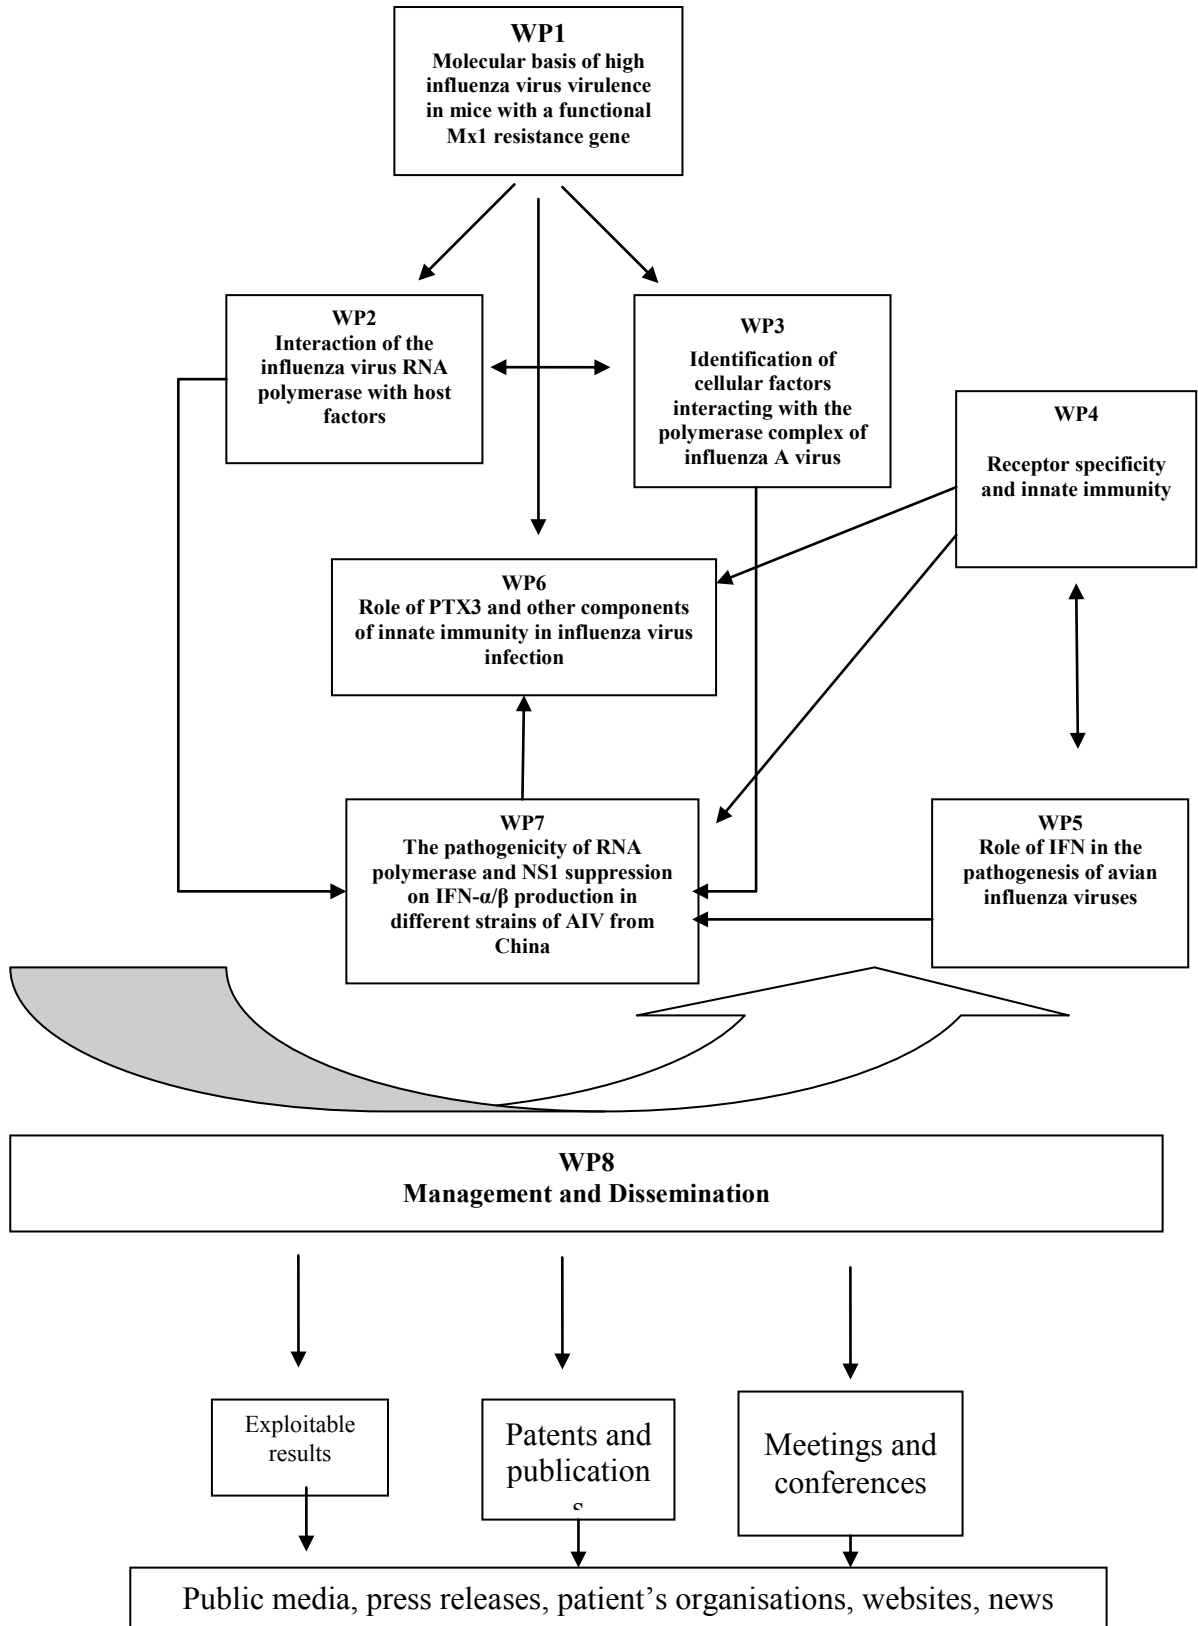 WP1
Molecular basis of high
influenza virus virulence
in mice with a functional
Mx1 resistance gene
WP2
Interaction of the
influenza virus RNA
polymerase with host
factors
WP3
Identification of
cellular factors
interacting with the
polymerase complex of
influenza A virus
WP4
Receptor specificity
and innate immunity
WP6
Role of PTX3 and other components
of innate immunity in influenza virus
infection
WP7
The pathogenicity of RNA
polymerase and NS1 suppression
on IFN-α/β production in
different strains of AIV from
China
WP5
Role of IFN in the
pathogenesis of avian
influenza viruses
WP8
Management and Dissemination
Exploitable
results
Patents and
publication
s
Meetings and
conferences
Public media, press releases, patient’s organisations, websites, news